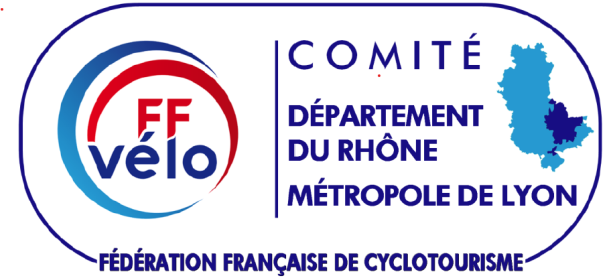 FF
vélo
COMITÉ
DÉPARTEMENT
DU RHÔNE
MÉTROPOLE DE LYON
FÉDÉRATION FRANÇAISE DE CYCLOTOURISME